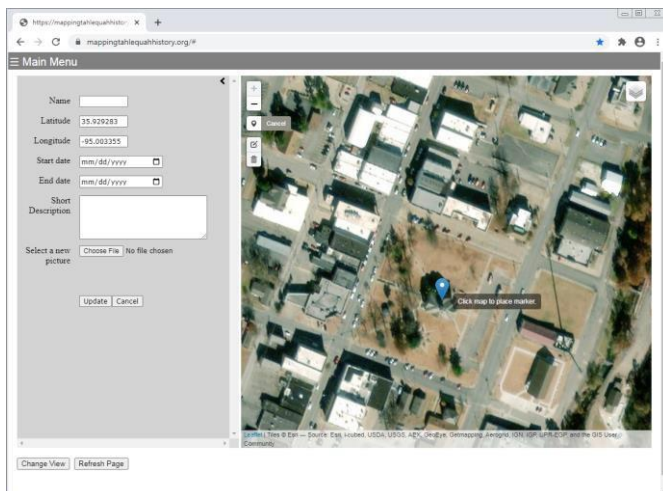 https://mappingtahlequahhistor
mappingtahlequahhistory.org/#
☰ Main Menu
Name
Latitude 35.929283
Longitude -95.003355
Start date mm/dd/yyyy
End date mm/dd/yyyy
Short
Description
Select a new
picture
Choose File No file chosen
Update Cancel
+
−
Cancel
Click map to place marker.
Leaflet | Tiles © Esri — Source: Esri, i-cubed, USDA, USGS, AEX, GeoEye, Getmapping, Aerogrid, IGN, IGP, UPR-EGP, and the GIS User
Community
Change View Refresh Page